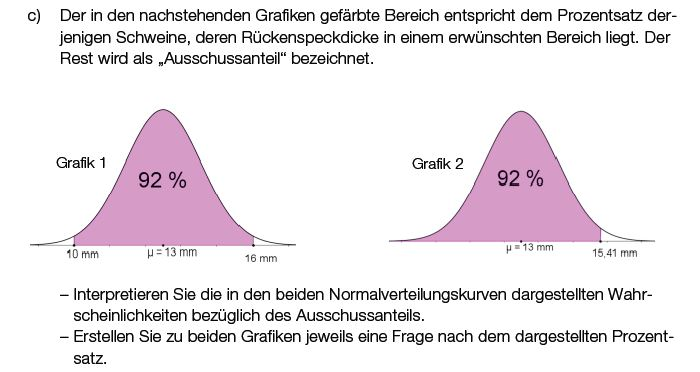 c) Der in den nachstehenden Grafiken gefärbte Bereich entspricht dem Prozentsatz der-
jenigen Schweine, deren Rückenspeckdicke in einem erwünschten Bereich liegt. Der
Rest wird als „Ausschussanteil“ bezeichnet.
Grafik 1
92 %
10 mm
μ = 13 mm
16 mm
Grafik 2
92 %
μ = 13 mm
15,41 mm
– Interpretieren Sie die in den beiden Normalverteilungskurven dargestellten Wahr-
scheinlichkeiten bezüglich des Ausschussanteils.
– Erstellen Sie zu beiden Grafiken jeweils eine Frage nach dem dargestellten Prozent-
satz.